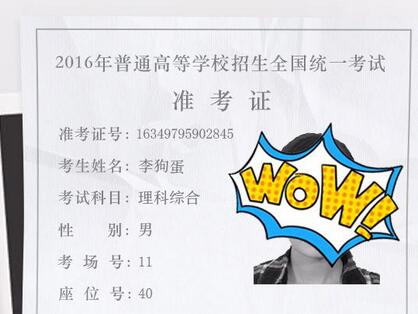 2016年普通高等学校招生全国统一考试
准考证
准考证号: 16349795902845
考生姓名: 李狗蛋
考试科目: 理科综合
性 别: 男
考 场 号: 11
座 位 号: 40
WOW!